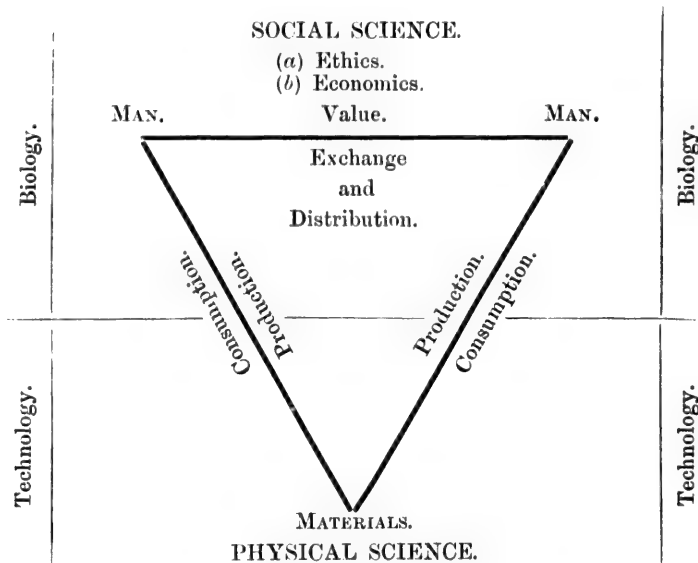 SOCIAL SCIENCE.
(a) Ethics.
(b) Economics.
MAN.
Value.
MAN.
Exchange
and
Distribution.
Biology.
Biology.
Consumption.
Production.
Production.
Consumption.
Technology.
Technology.
MATERIALS.
PHYSICAL SCIENCE.